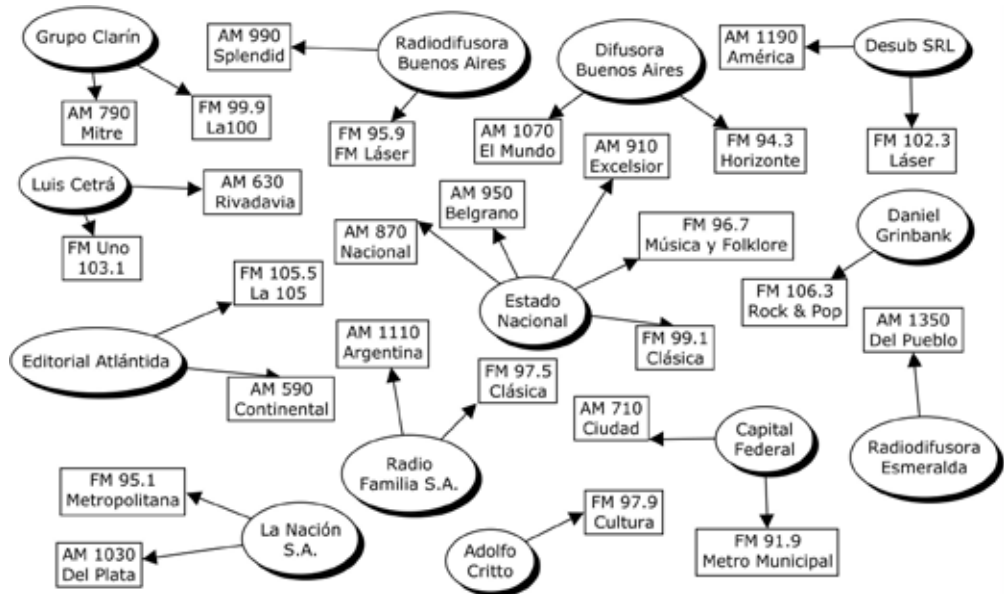 Grupo Clarín
AM 790
Mitre
FM 99.9
La100
AM 990
Splendid
Radiodifusora
Buenos Aires
FM 95.9
FM Láser
Difusora
Buenos Aires
AM 1070
El Mundo
FM 94.3
Horizonte
AM 1190
América
Desub SRL
FM 102.3
Láser
Luis Cetrá
AM 630
Rivadavia
FM Uno
103.1
AM 870
Nacional
AM 950
Belgrano
AM 910
Excelsior
FM 96.7
Música y Folklore
Estado
Nacional
FM 99.1
Clásica
Daniel
Grinbank
FM 106.3
Rock & Pop
FM 105.5
La 105
Editorial Atlántida
AM 590
Continental
AM 1110
Argentina
FM 97.5
Clásica
Radio
Familia S.A.
AM 710
Ciudad
Capital
Federal
FM 91.9
Metro Municipal
AM 1350
Del Pueblo
Radiodifusora
Esmeralda
FM 95.1
Metropolitana
La Nación
S.A.
AM 1030
Del Plata
FM 97.9
Cultura
Adolfo
Critto